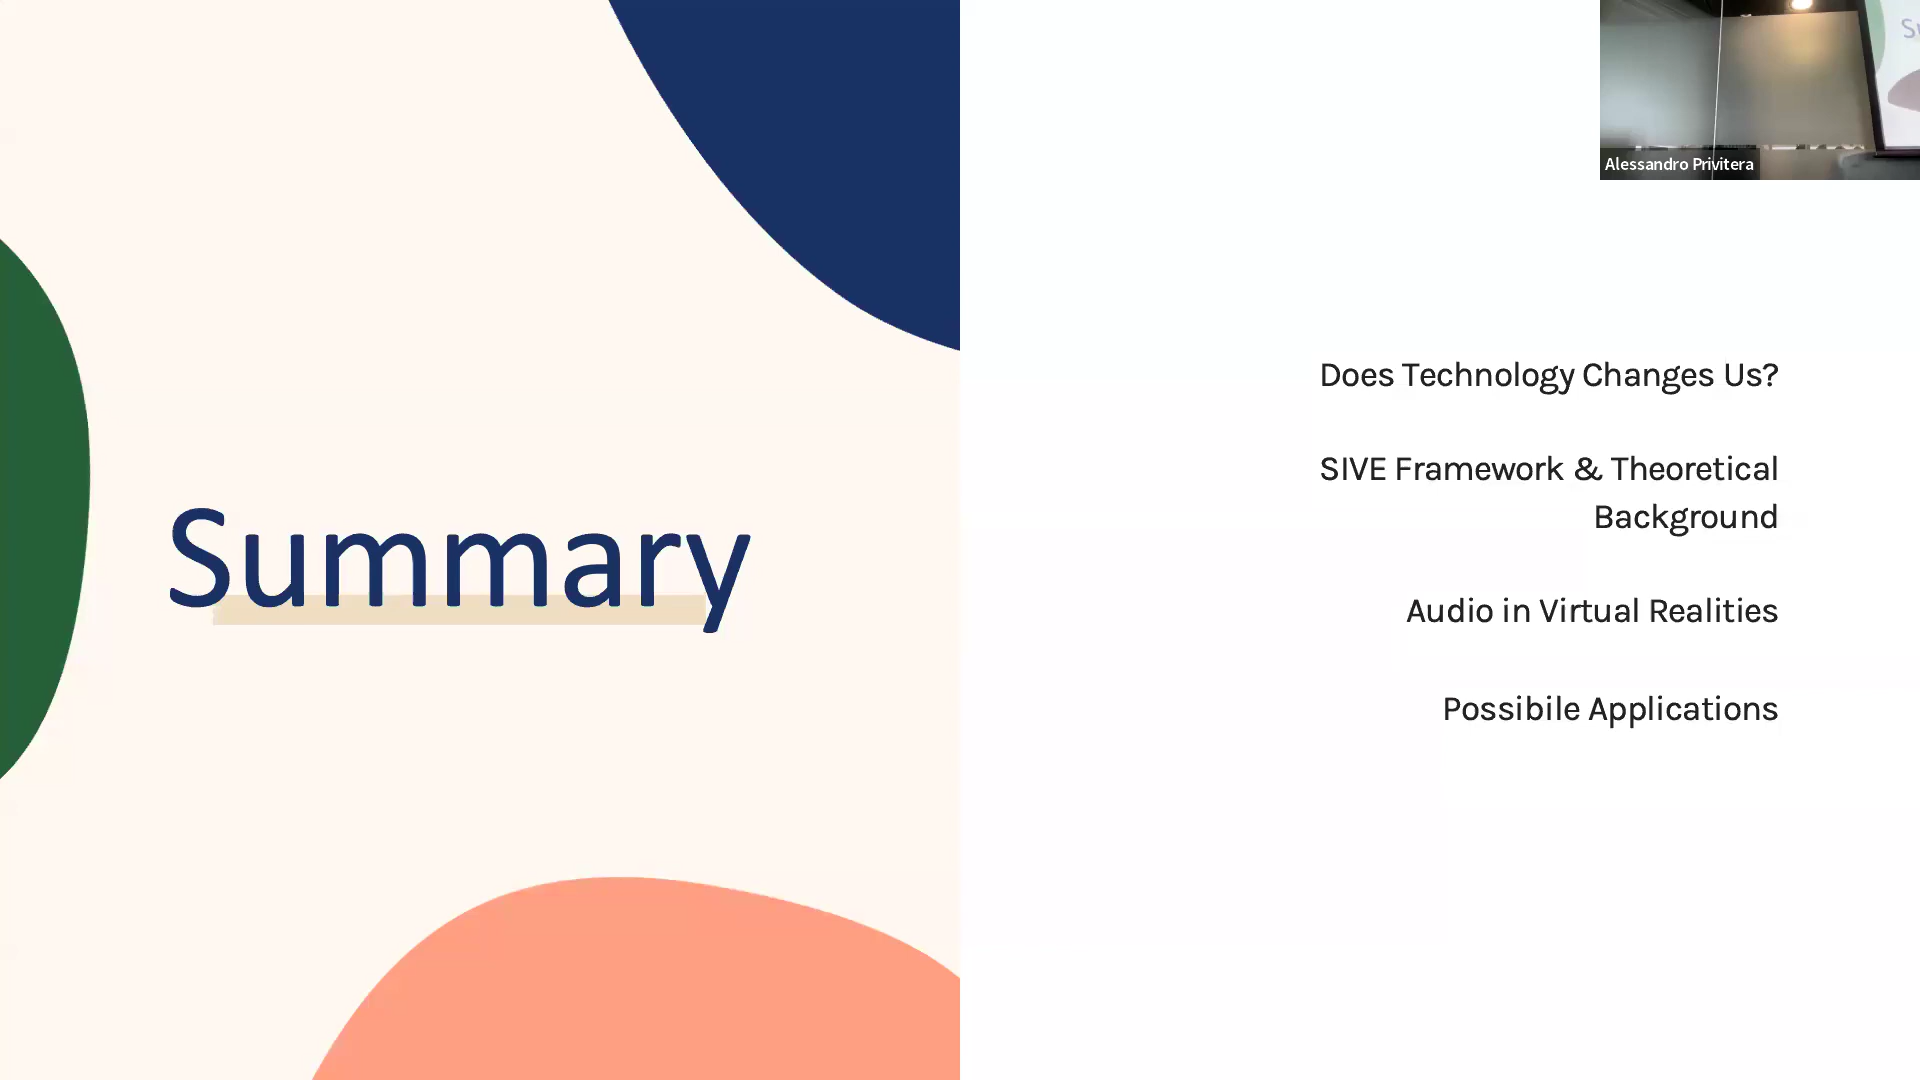 Summary
Does Technology Changes Us?
SIVE Framework & Theoretical
Background
Audio in Virtual Realities
Possibile Applications
Alessandro Privitera